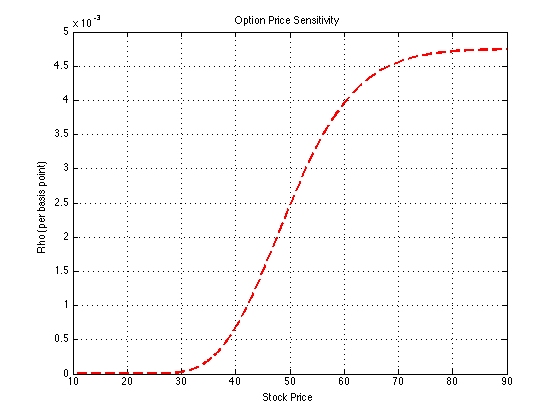 Option Price Sensitivity
x 10⁻³
5
4.5
4
3.5
3
2.5
2
1.5
1
0.5
0
Rho (per basis point)
10 20 30 40 50 60 70 80 90
Stock Price